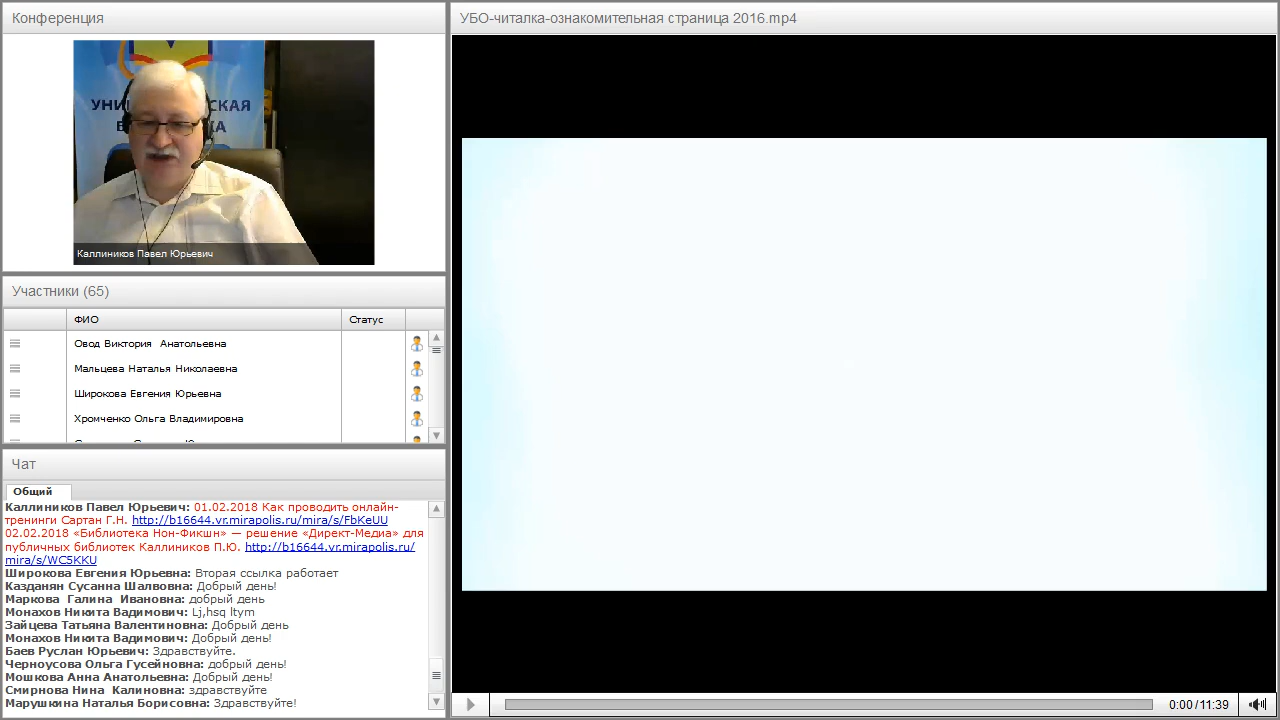 Конференция
УБО-читалка-ознакомительная страница 2016.mp4
Каллиников Павел Юрьевич
Участники (65)
ФИО
Статус
Овод Виктория Анатольевна
Мальцева Наталья Николаевна
Широкова Евгения Юрьевна
Хромченко Ольга Владимировна
Чат
Общий
Каллиников Павел Юрьевич: 01.02.2018 Как проводить онлайн-
тренинги Сартан Г.Н. http://b16644.vr.mirapolis.ru/mira/s/FbKeUU
02.02.2018 «Библиотека Нон-Фикшн» — решение «Директ-Медиа» для
публичных библиотек Каллиников П.Ю. http://b16644.vr.mirapolis.ru/
mira/s/WC5KKU
Широкова Евгения Юрьевна: Вторая ссылка работает
Казданян Сусанна Шалвовна: Добрый день!
Маркова Галина Ивановна: добрый день
Монахов Никита Вадимович: Lj,hsq ltym
Зайцева Татьяна Валентиновна: Добрый день
Монахов Никита Вадимович: Добрый день!
Баев Руслан Юрьевич: Здравствуйте.
Черноусова Ольга Гусейновна: добрый день!
Мошкова Анна Анатольевна: Добрый день!
Смирнова Нина Калиновна: здравствуйте
Марушкина Наталья Борисовна: Здравствуйте!
0:00/11:39